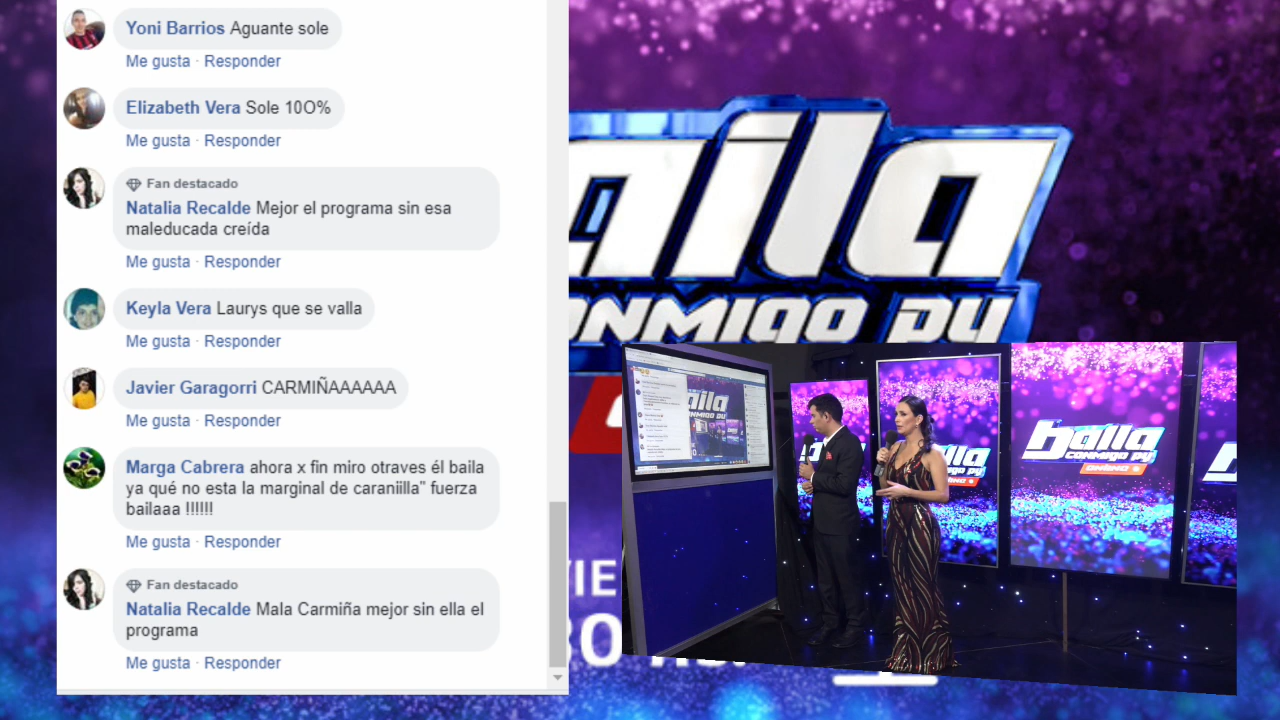 Yoni Barrios Aguante sole
Me gusta · Responder
Elizabeth Vera Sole 10O%
Me gusta · Responder
Fan destacado
Natalia Recalde Mejor el programa sin esa
maleducada creída
Me gusta · Responder
Keyla Vera Laurys que se valla
Me gusta · Responder
Javier Garagorri CARMIÑAAAAAA
Me gusta · Responder
Marga Cabrera ahora x fin miro otraves él baila
ya qué no esta la marginal de caraniilla" fuerza
bailaaa !!!!!!
Me gusta · Responder
Fan destacado
Natalia Recalde Mala Carmiña mejor sin ella el
programa
Me gusta · Responder
aila
ONMIGO PY
VIE
baila
CONMIGO PY